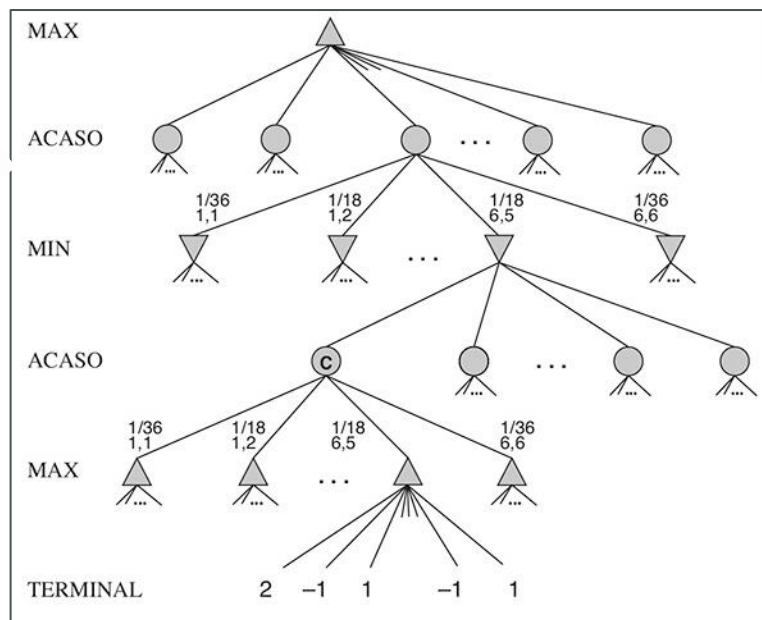 MAX
ACASO
. . .
... ... ... ... ...
1/36 1/18 1/18 1/36
1,1 1,2 6,5 6,6
MIN
. . .
... ... ...
ACASO
C
. . .
... ... ...
1/36 1/18 1/18 1/36
1,1 1,2 6,5 6,6
MAX
. . .
... ... ...
TERMINAL 2 –1 1 –1 1